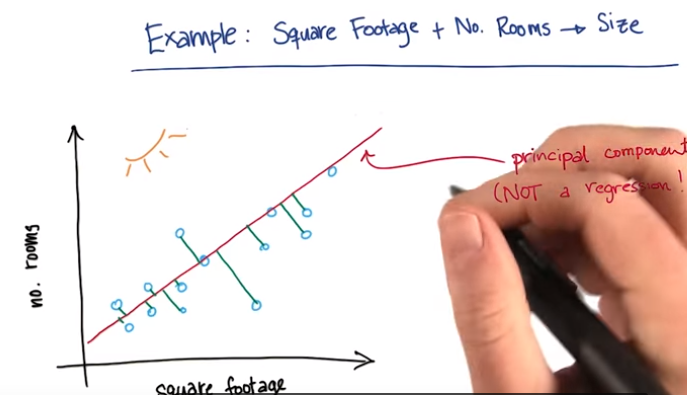 Example: Square Footage + No. Rooms → Size
principal component
(NOT a regression!
no. rooms
square footage